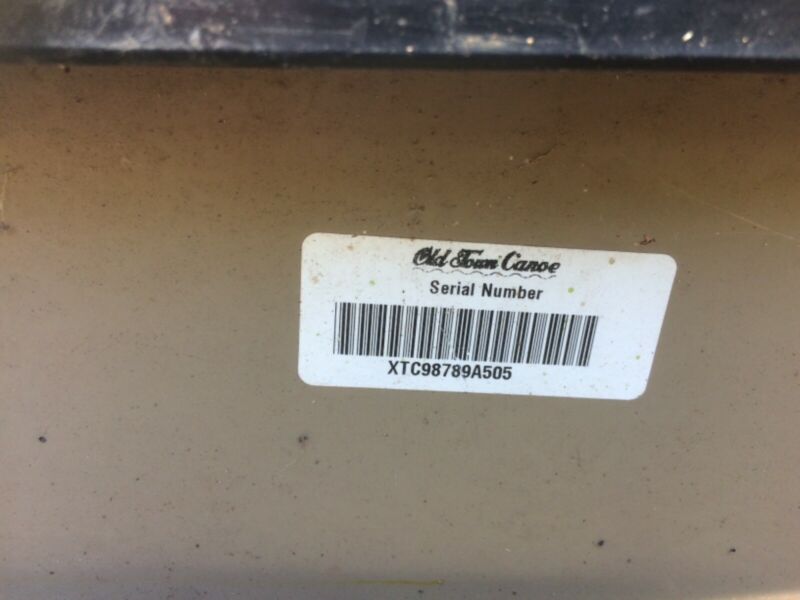 Old Town Canoe
Serial Number
XTC98789A505